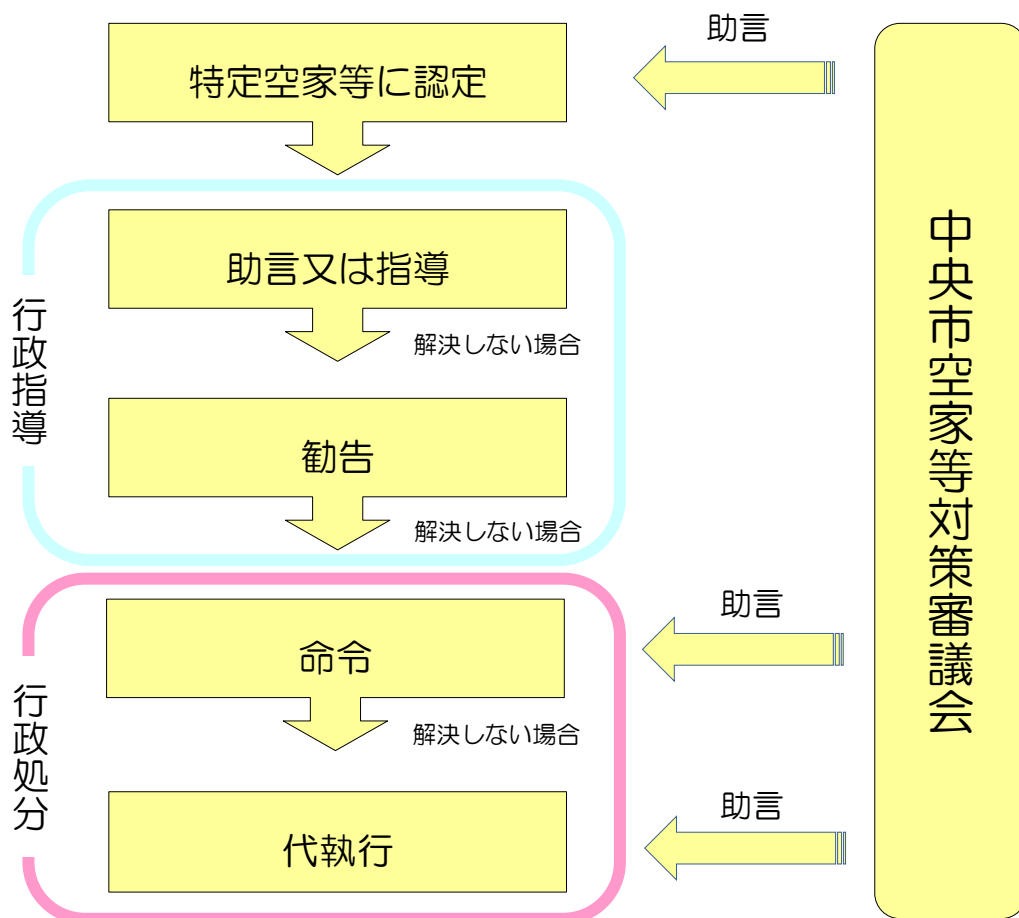 助言
特定空家等に認定
助言又は指導
解決しない場合
行政指導
勧告
解決しない場合
助言
命令
解決しない場合
行政処分
助言
代執行
中央市空家等対策審議会